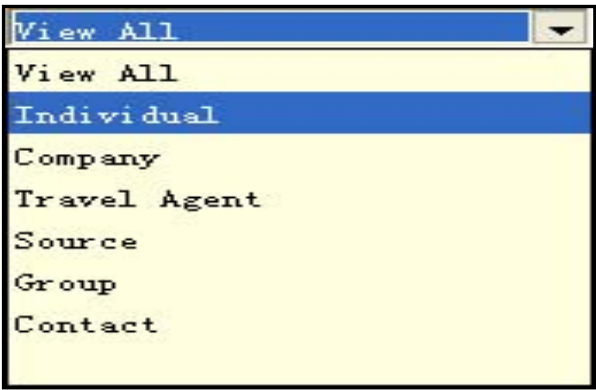 View All
View All
Individual
Company
Travel Agent
Source
Group
Contact